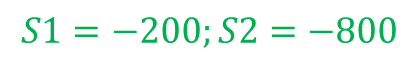 S1 = −200; S2 = −800